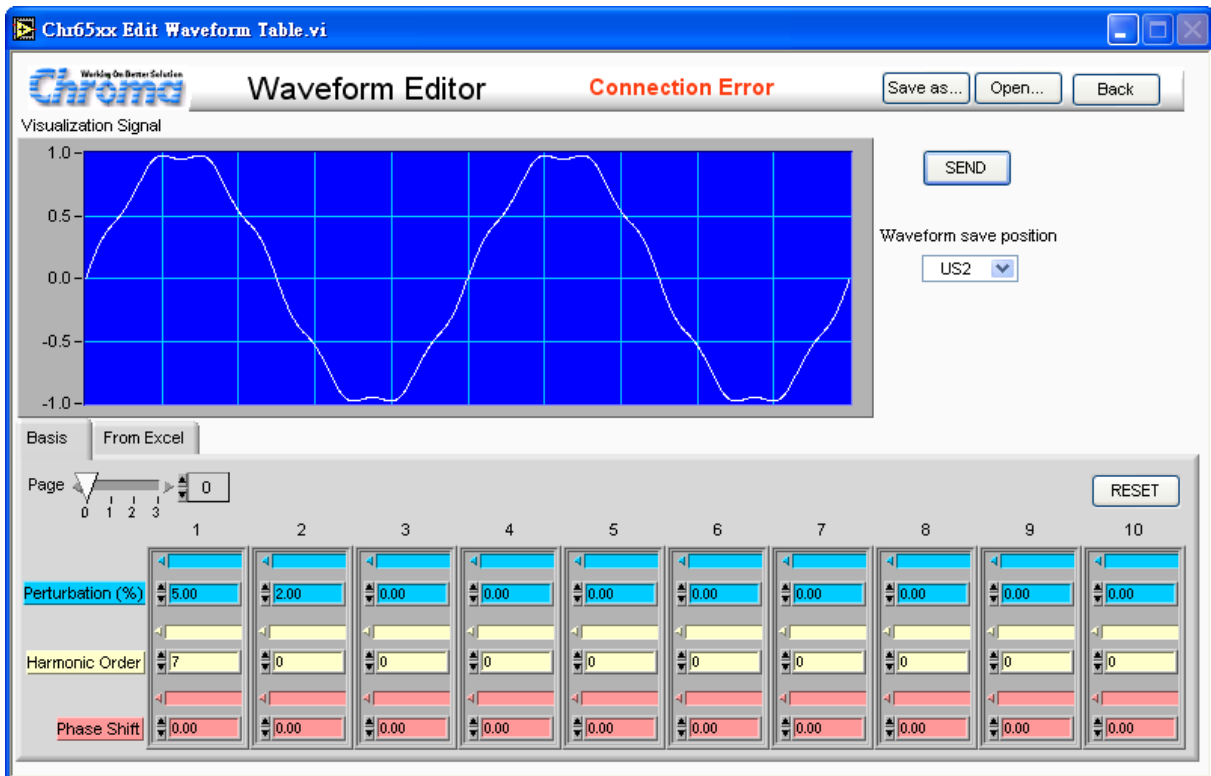 Chr65xx Edit Waveform Table.vi
Working On Better Solution
Chroma
Waveform Editor
Connection Error
Save as...
Open...
Back
Visualization Signal
1.0
0.5
0.0
-0.5
-1.0
SEND
Waveform save position
US2
Basis
From Excel
Page
0 1 2 3
0
RESET
1 2 3 4 5 6 7 8 9 10
Perturbation (%) 5.00 2.00 0.00 0.00 0.00 0.00 0.00 0.00 0.00 0.00
Harmonic Order 7 0 0 0 0 0 0 0 0 0
Phase Shift 0.00 0.00 0.00 0.00 0.00 0.00 0.00 0.00 0.00 0.00